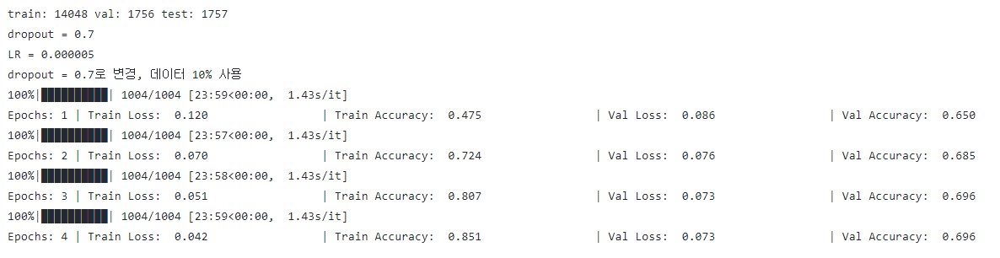 train: 14048 val: 1756 test: 1757
dropout = 0.7
LR = 0.000005
dropout = 0.7로 변경, 데이터 10% 사용
100%|██████████| 1004/1004 [23:59<00:00, 1.43s/it]
Epochs: 1 | Train Loss: 0.120 | Train Accuracy: 0.475 | Val Loss: 0.086 | Val Accuracy: 0.650
100%|██████████| 1004/1004 [23:57<00:00, 1.43s/it]
Epochs: 2 | Train Loss: 0.070 | Train Accuracy: 0.724 | Val Loss: 0.076 | Val Accuracy: 0.685
100%|██████████| 1004/1004 [23:58<00:00, 1.43s/it]
Epochs: 3 | Train Loss: 0.051 | Train Accuracy: 0.807 | Val Loss: 0.073 | Val Accuracy: 0.696
100%|██████████| 1004/1004 [23:59<00:00, 1.43s/it]
Epochs: 4 | Train Loss: 0.042 | Train Accuracy: 0.851 | Val Loss: 0.073 | Val Accuracy: 0.696